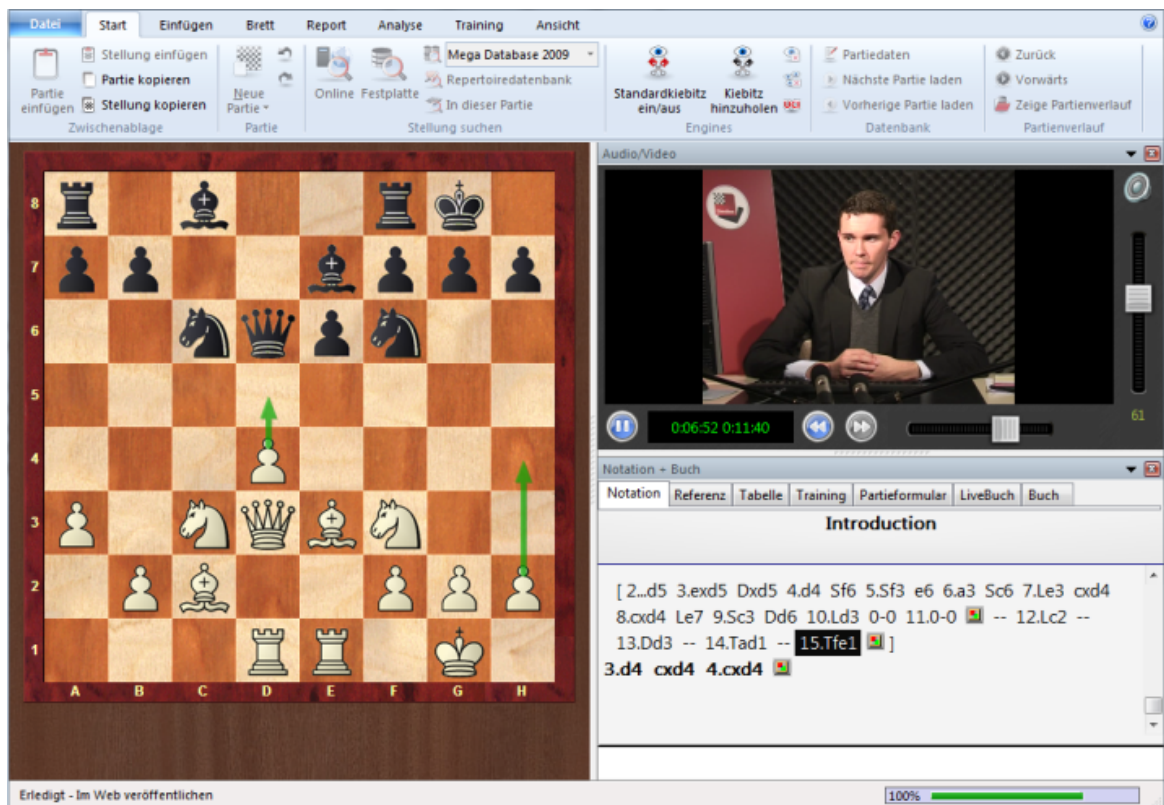 Datei Start Einfügen Brett Report Analyse Training Ansicht
Partie einfügen
Stellung einfügen
Partie kopieren
Stellung kopieren
Zwischenablage
Neue Partie
Partie
Online Festplatte
Mega Database 2009
Repertoiredatenbank
In dieser Partie
Stellung suchen
Standardkiebitz ein/aus
Kiebitz hinzuholen
Engines
Partiedaten
Nächste Partie laden
Vorherige Partie laden
Datenbank
Zurück
Vorwärts
Zeige Partienverlauf
Partienverlauf
8
7
6
5
4
3
2
1
A B C D E F G H
Audio/Video
0:06:52 0:11:40
61
Notation + Buch
Notation Referenz Tabelle Training Partieformular LiveBuch Buch
Introduction
[ 2...d5 3.exd5 Dxd5 4.d4 Sf6 5.Sf3 e6 6.a3 Sc6 7.Le3 cxd4
8.cxd4 Le7 9.Sc3 Dd6 10.Ld3 0-0 11.0-0 -- 12.Lc2 --
13.Dd3 -- 14.Tad1 -- 15.Tfe1 ]
3.d4 cxd4 4.cxd4
Erledigt - Im Web veröffentlichen
100%